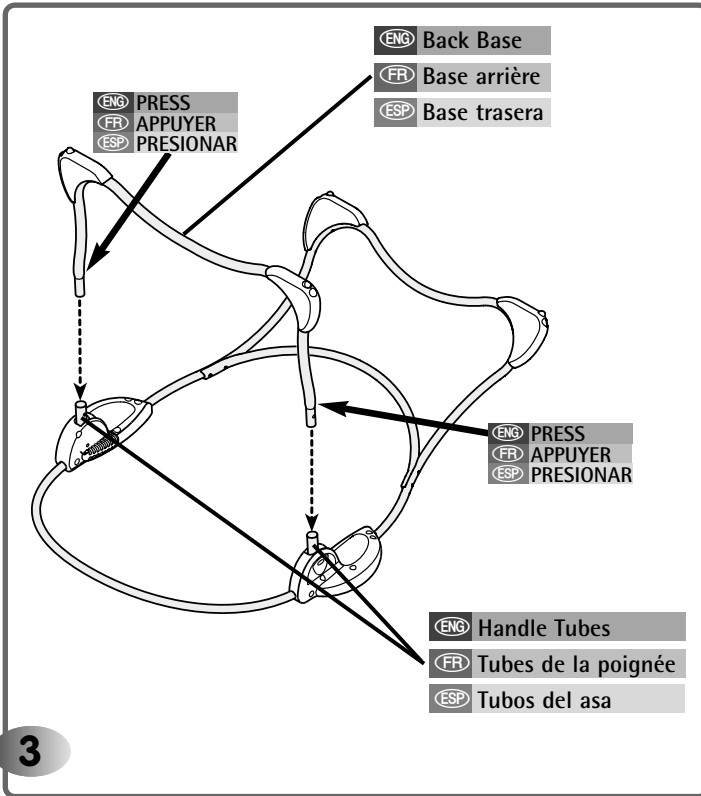 ENG Back Base
FR Base arrière
ESP Base trasera
ENG PRESS
FR APPUYER
ESP PRESIONAR
ENG PRESS
FR APPUYER
ESP PRESIONAR
ENG Handle Tubes
FR Tubes de la poignée
ESP Tubos del asa
3